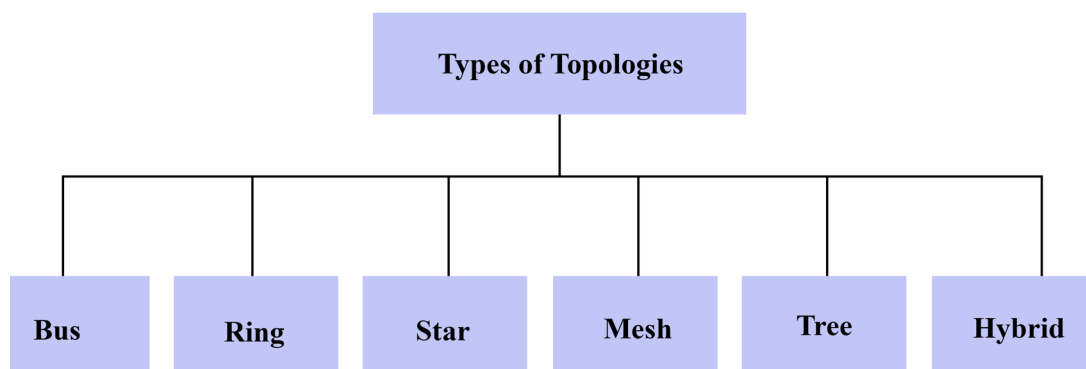 Types of Topologies
Bus
Ring
Star
Mesh
Tree
Hybrid